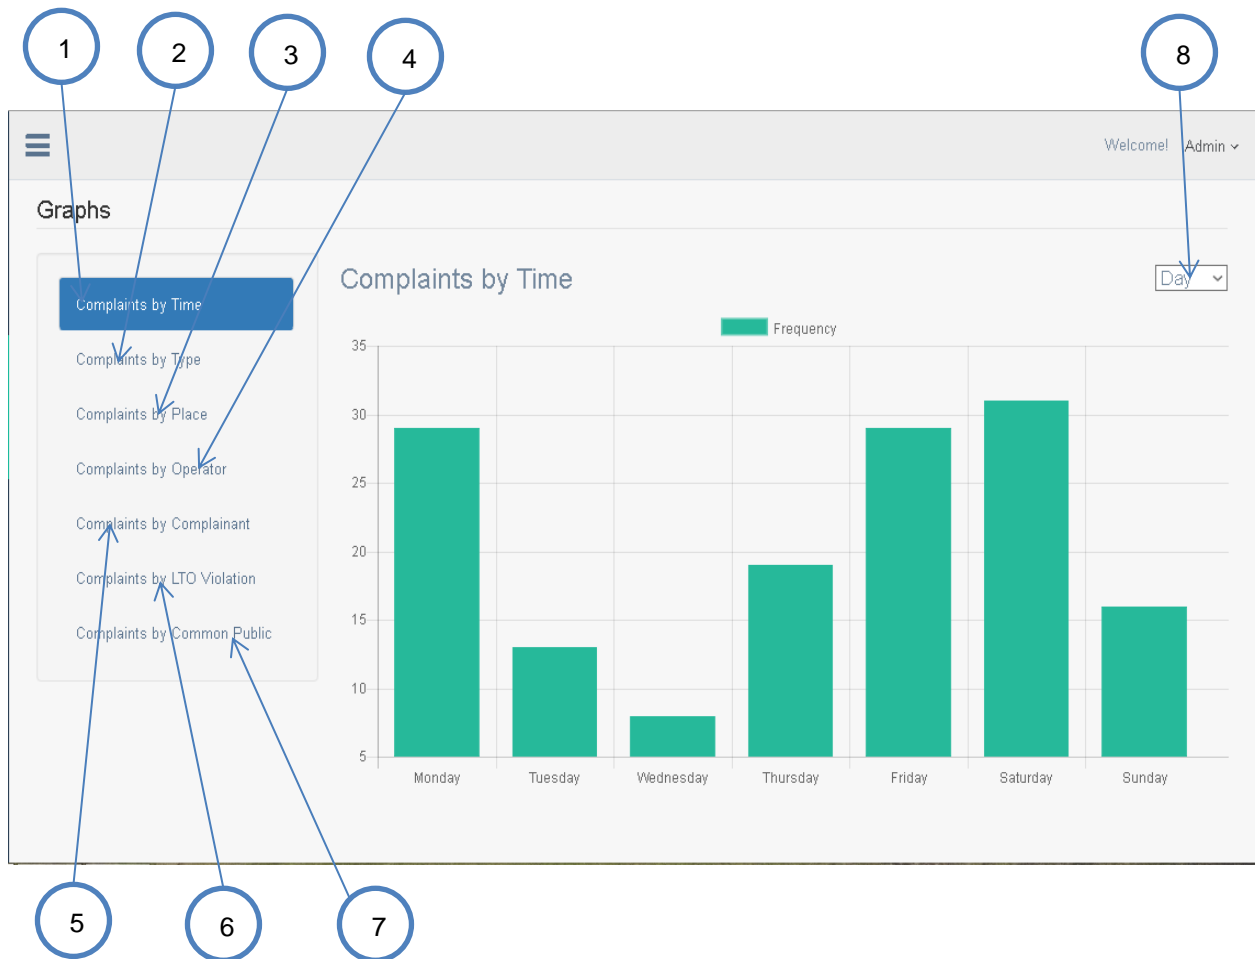 1
2
3
4
8
Welcome! Admin
Graphs
Complaints by Time
Complaints by Type
Complaints by Place
Complaints by Operator
Complaints by Complainant
Complaints by LTO Violation
Complaints by Common Public
Complaints by Time
Day
Frequency
35
30
25
20
15
10
5
Monday Tuesday Wednesday Thursday Friday Saturday Sunday
5
6
7